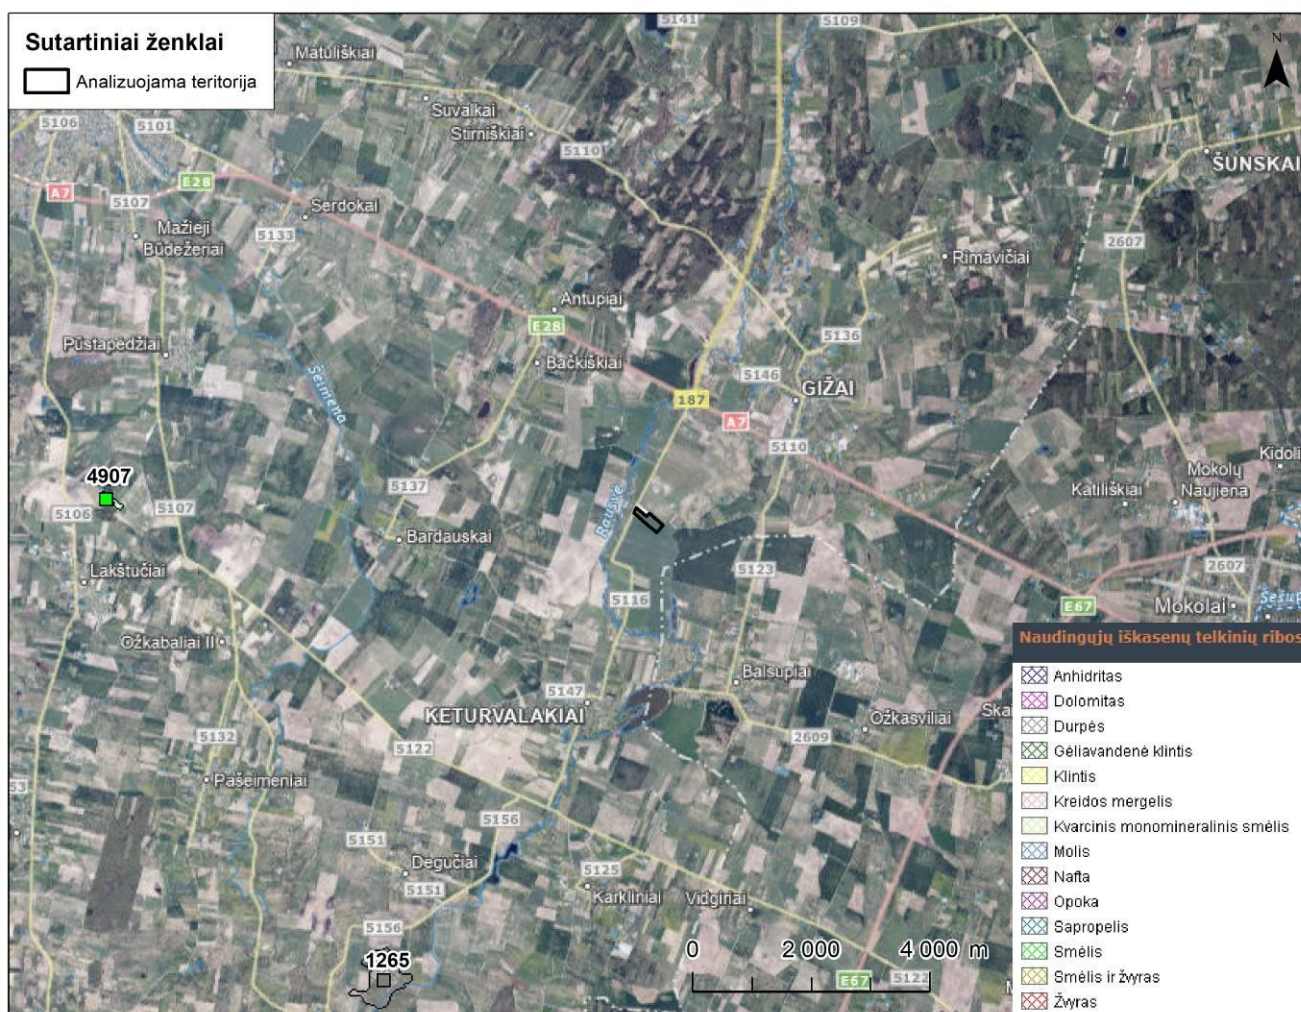 Sutartiniai ženklai
Analizuojama teritorija
N
5141
5109
Matūliškiai
Suvalkai
Stirniškiai
5106
5101
5110
ŠUNSKAI
E28
A7
5107
Serdokai
Mažieji
Būdežeriai
5133
2607
Rimavičiai
Antupiai
E28
Pūstapėdžiai
Bačkiškiai
5136
5146
Šeimena
187
GIŽAI
A7
5110
4907
5106
5107
5137
Kidoli
Mokolų
Naujiena
Katiliškiai
Rausvė
Bardauskai
Lakštučiai
5123
2607
5116
E67
Mokolai
Šešup
Ožkabaliai II
Naudingųjų iškasenų telkinių ribos
Balsupiai
5147
KETURVALAKIAI
Ožkasviliai
Ska
5132
5122
2609
Pašeimeniai
53
5156
5151
Degučiai
5151
5125
Karkliniai
Vidgiriai
5156
1265
0
2 000
4 000 m
E67
5122
Anhidritas
Dolomitas
Durpės
Gėliavandenė klintis
Klintis
Kreidos mergelis
Kvarcinis monomineralinis smėlis
Molis
Nafta
Opoka
Sapropelis
Smėlis
Smėlis ir žvyras
Žvyras